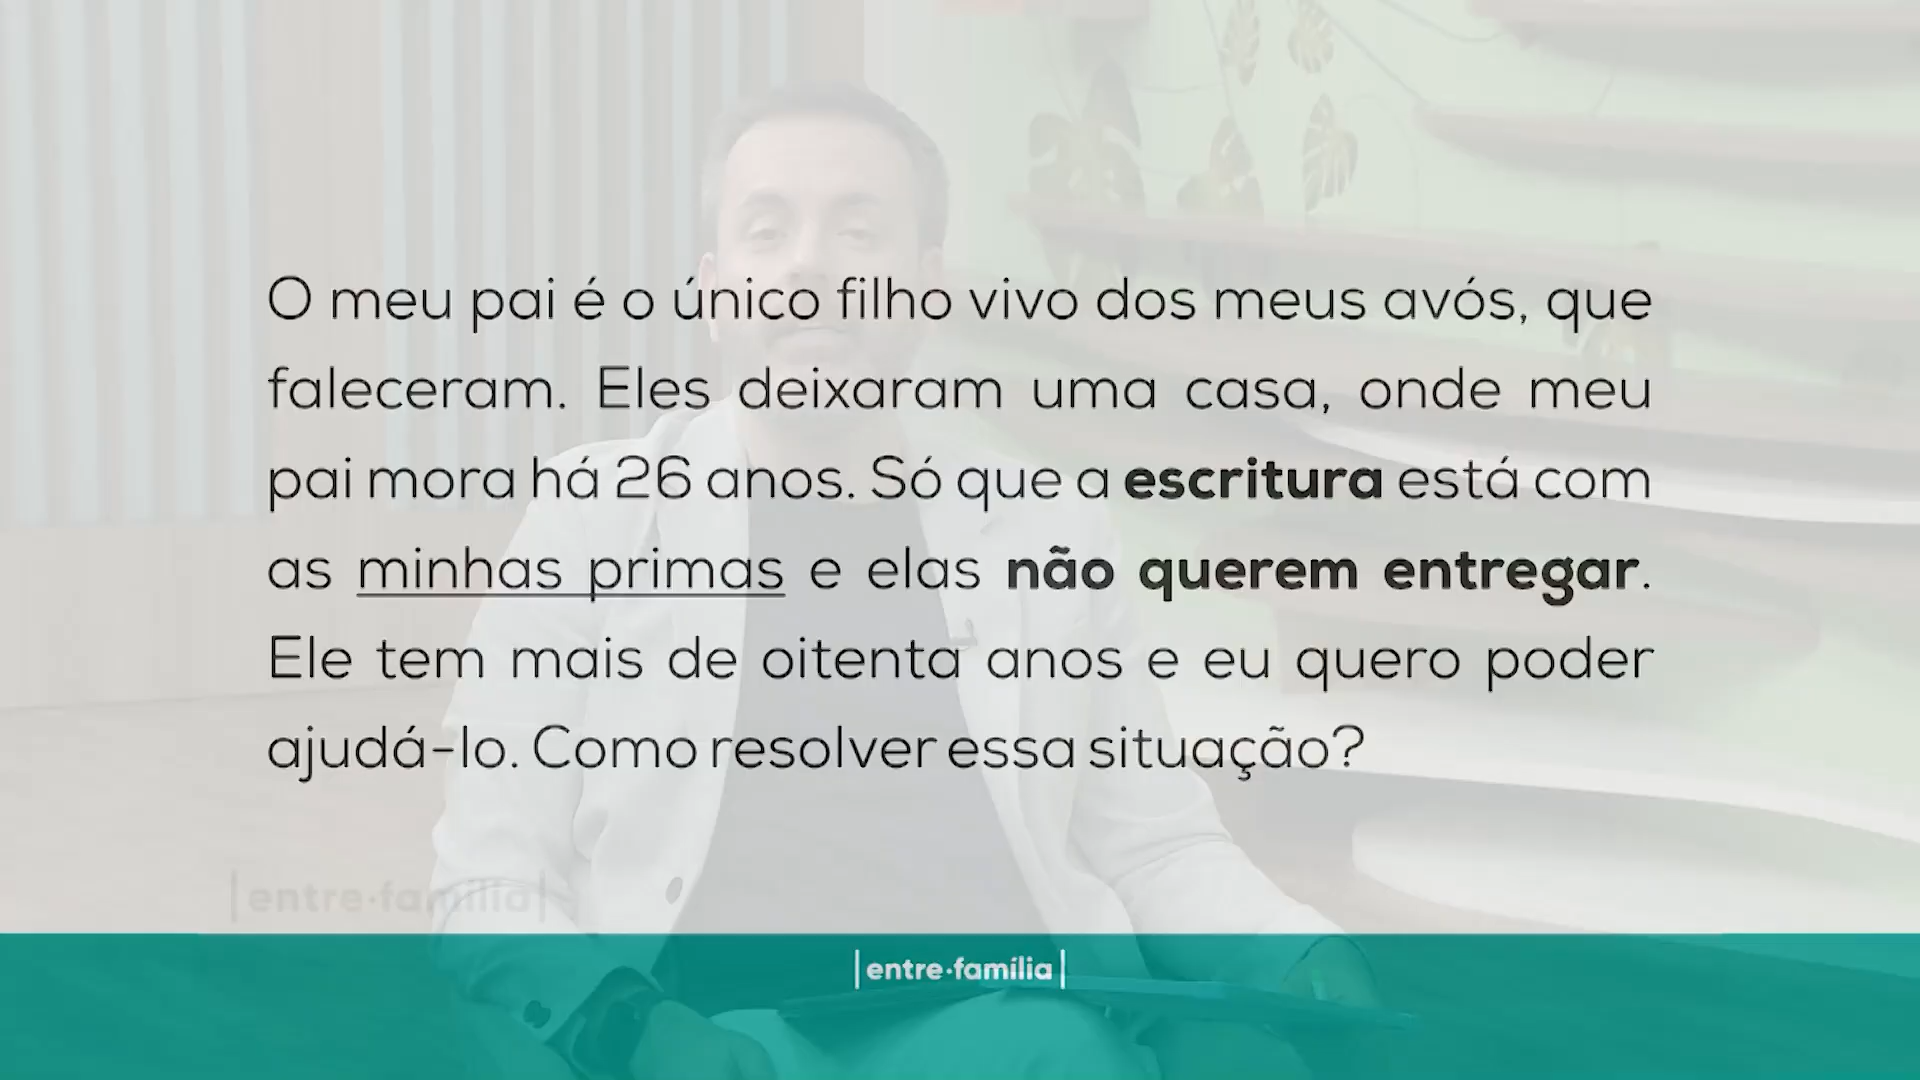 O meu pai é o único filho vivo dos meus avós, que
faleceram. Eles deixaram uma casa, onde meu
pai mora há 26 anos. Só que a escritura está com
as minhas primas e elas não querem entregar.
Ele tem mais de oitenta anos e eu quero poder
ajudá-lo. Como resolver essa situação?
|entre·família|
|entre·família|